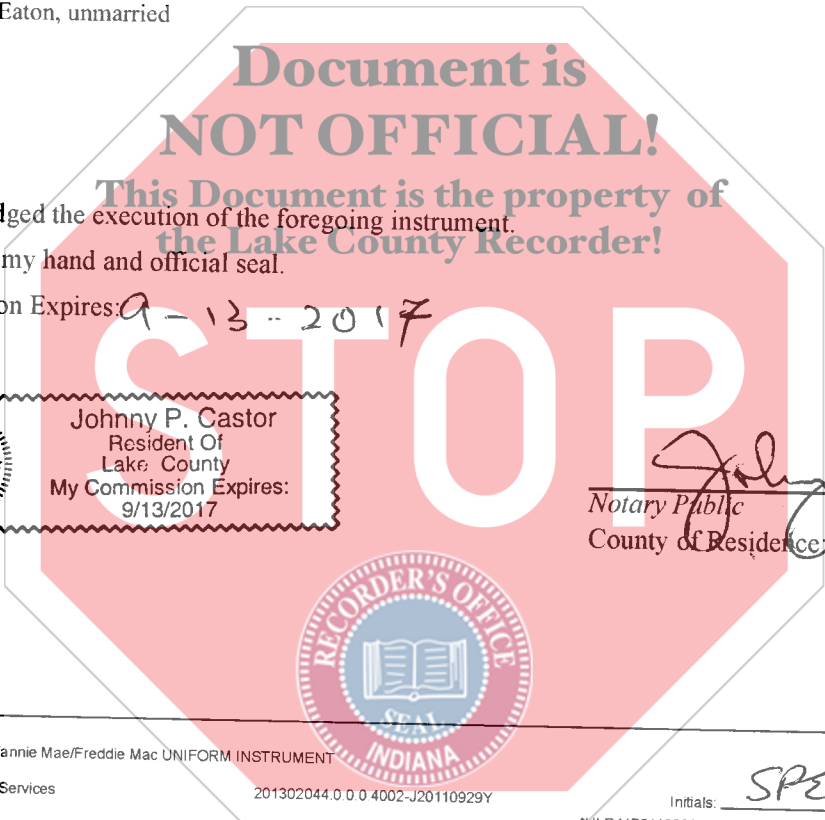 Eaton, unmarried
Document is
NOT OFFICIAL!
This Document is the property of
the Lake County Recorder!
dged the execution of the foregoing instrument.
my hand and official seal.
on Expires: 9-13-2017
STOP
Johnny P. Castor
Resident Of
Lake County
My Commission Expires:
9/13/2017
Notary Public
County of Residence:
RECORDER'S OFFICE
SEAL
INDIANA
annie Mae/Freddie Mac UNIFORM INSTRUMENT
Services
201302044.0.0.0.4002-J20110929Y
Initials: SPE